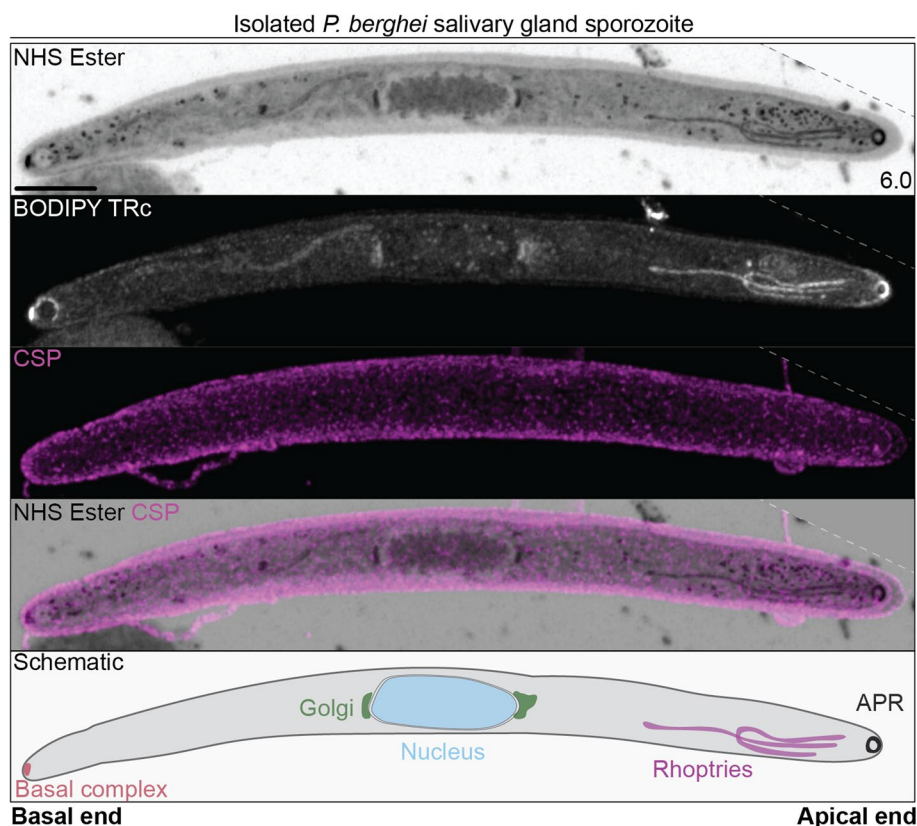 Isolated P. berghei salivary gland sporozoite
NHS Ester
6.0
BODIPY TRc
CSP
NHS Ester CSP
Schematic
APR
Golgi
Nucleus
Rhoptries
Basal complex
Basal end
Apical end